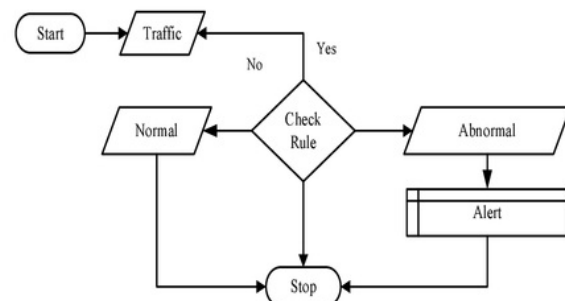 Start
Traffic
Yes
No
Normal
Check
Rule
Abnormal
Alert
Stop